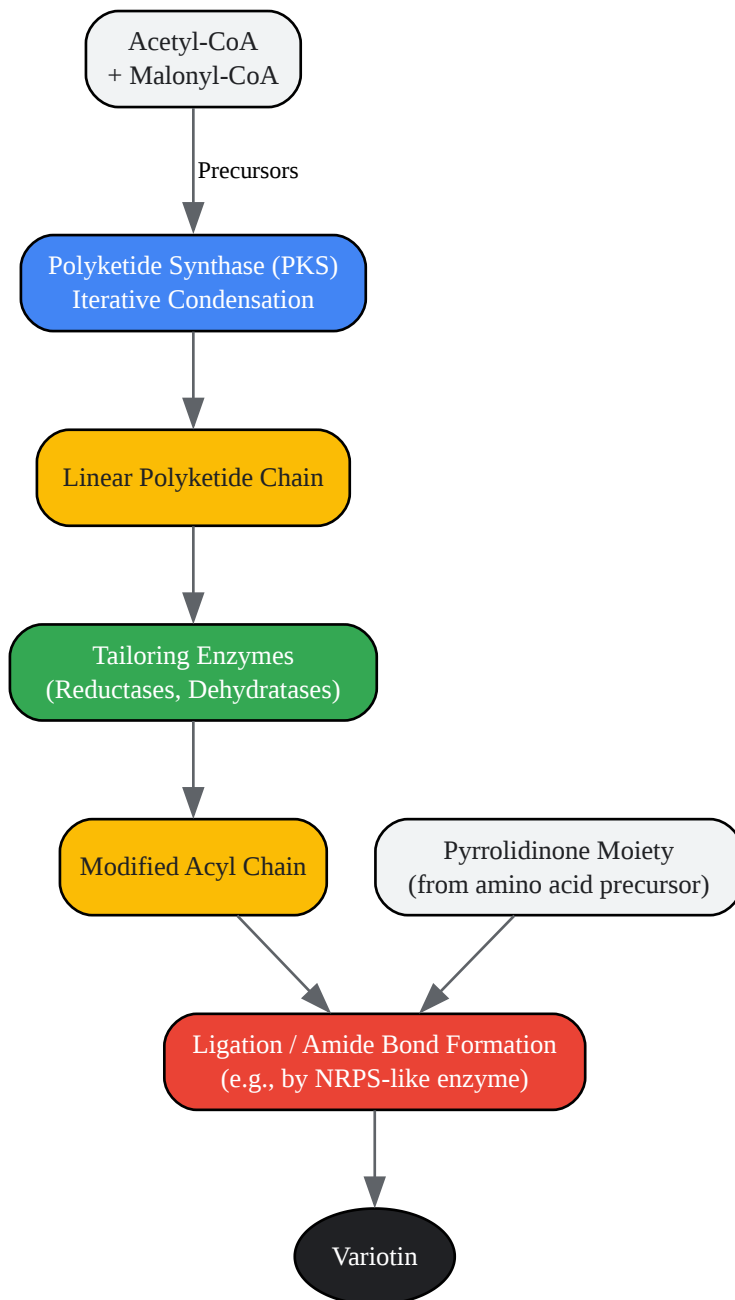 Acetyl-CoA
+ Malonyl-CoA
Precursors
Polyketide Synthase (PKS)
Iterative Condensation
Linear Polyketide Chain
Tailoring Enzymes
(Reductases, Dehydratases)
Modified Acyl Chain
Pyrrolidinone Moiety
(from amino acid precursor)
Ligation / Amide Bond Formation
(e.g., by NRPS-like enzyme)
Variotin